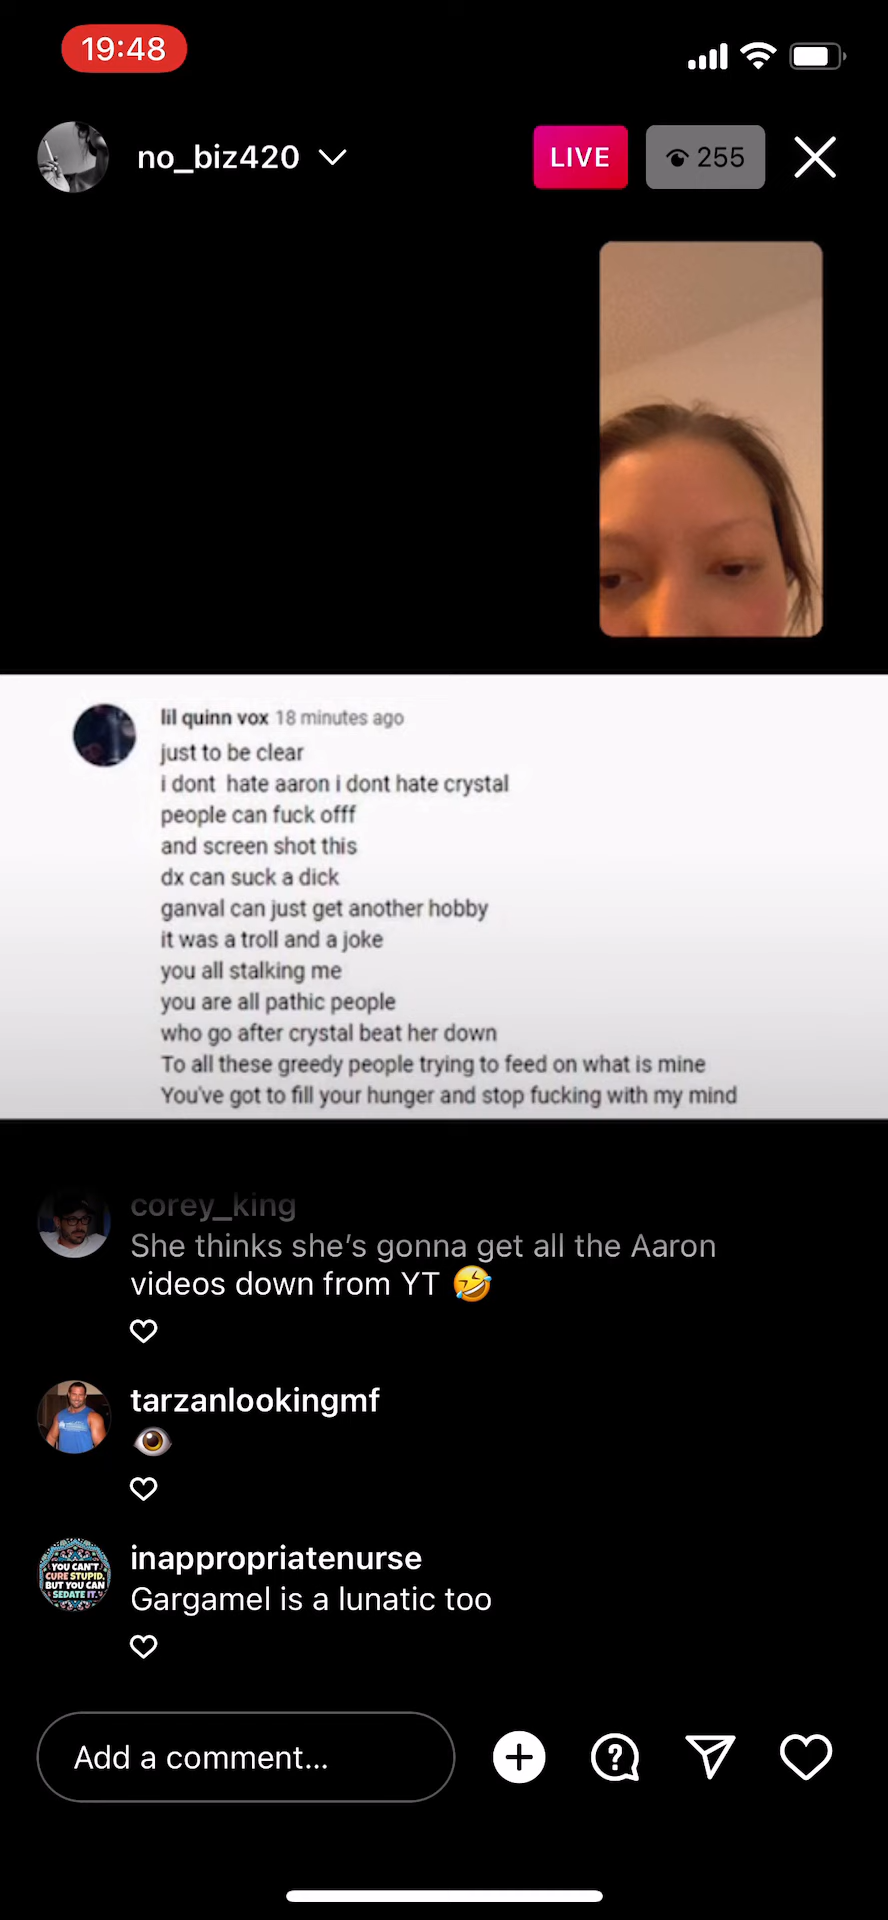 19:48
no_biz420
LIVE
255
lil quinn vox 18 minutes ago
just to be clear
i dont hate aaron i dont hate crystal
people can fuck offf
and screen shot this
dx can suck a dick
ganval can just get another hobby
it was a troll and a joke
you all stalking me
you are all pathic people
who go after crystal beat her down
To all these greedy people trying to feed on what is mine
You've got to fill your hunger and stop fucking with my mind
corey_king
She thinks she's gonna get all the Aaron
videos down from YT 🤣
tarzanlookingmf
👁️
YOU CAN'T
CURE STUPID.
BUT YOU CAN
SEDATE IT.
inappropriatenurse
Gargamel is a lunatic too
Add a comment...